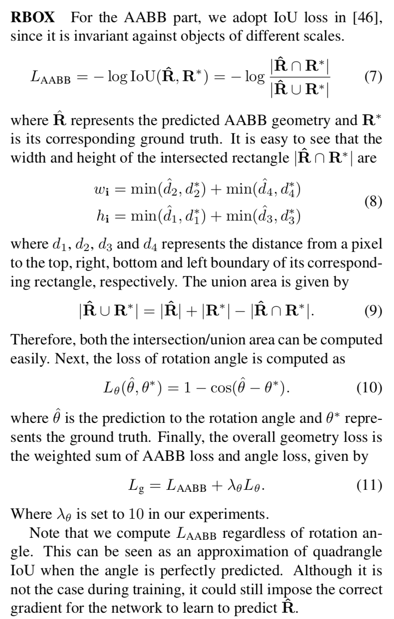 RBOX For the AABB part, we adopt IoU loss in [46],
since it is invariant against objects of different scales.
L_AABB = − log IoU(R̂, R*) = − log |R̂ ∩ R*| / |R̂ ∪ R*| (7)
where R̂ represents the predicted AABB geometry and R*
is its corresponding ground truth. It is easy to see that the
width and height of the intersected rectangle |R̂ ∩ R*| are
w_i = min(d̂_2, d*_2) + min(d̂_4, d*_4)
(8)
h_i = min(d̂_1, d*_1) + min(d̂_3, d*_3)
where d_1, d_2, d_3 and d_4 represents the distance from a pixel
to the top, right, bottom and left boundary of its correspond-
ing rectangle, respectively. The union area is given by
|R̂ ∪ R*| = |R̂| + |R*| − |R̂ ∩ R*|. (9)
Therefore, both the intersection/union area can be computed
easily. Next, the loss of rotation angle is computed as
L_θ(θ̂, θ*) = 1 − cos(θ̂ − θ*). (10)
where θ̂ is the prediction to the rotation angle and θ* repre-
sents the ground truth. Finally, the overall geometry loss is
the weighted sum of AABB loss and angle loss, given by
L_g = L_AABB + λ_θ L_θ. (11)
Where λ_θ is set to 10 in our experiments.
Note that we compute L_AABB regardless of rotation an-
gle. This can be seen as an approximation of quadrangle
IoU when the angle is perfectly predicted. Although it is
not the case during training, it could still impose the correct
gradient for the network to learn to predict R̂.